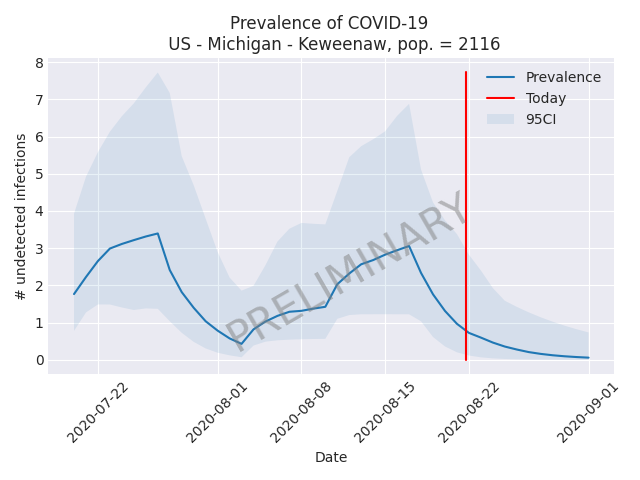 Prevalence of COVID-19
US - Michigan - Keweenaw, pop. = 2116
# undetected infections
8
7
6
5
4
3
2
1
0
Prevalence
Today
95CI
PRELIMINARY
2020-07-22
2020-08-01
2020-08-08
2020-08-15
2020-08-22
2020-09-01
Date